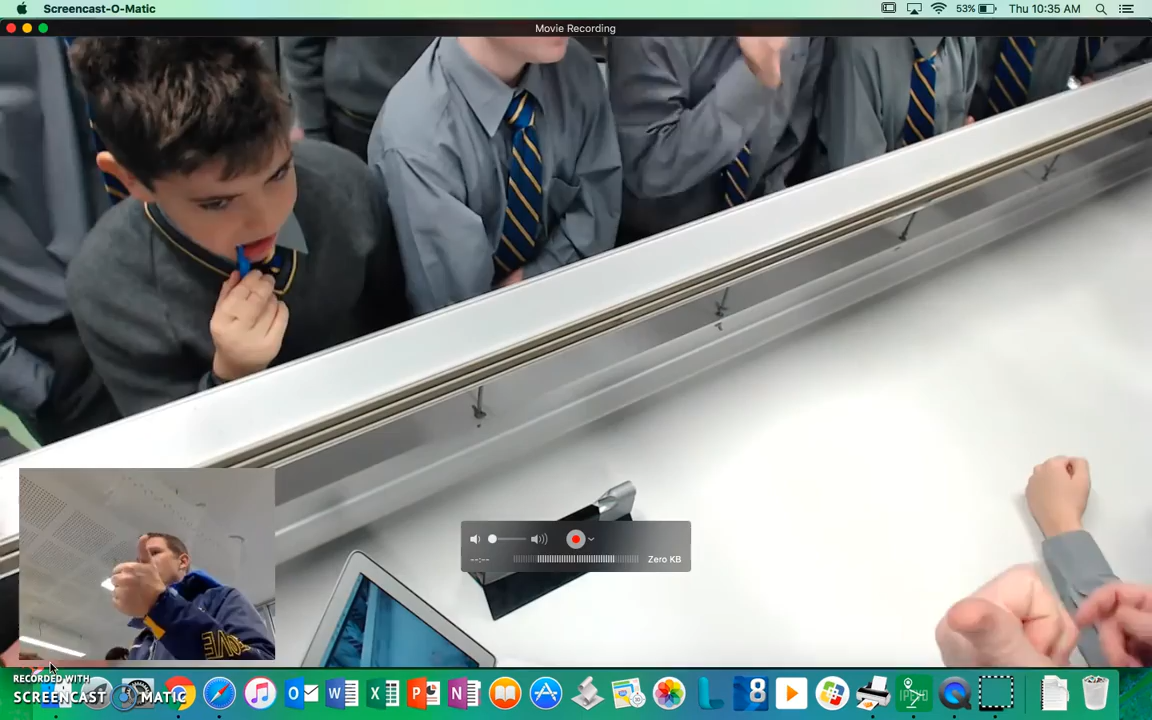 Screencast-O-Matic
53%
Thu 10:35 AM
Movie Recording
--:--
Zero KB
RECORDED WITH
SCREENCAST MATIC